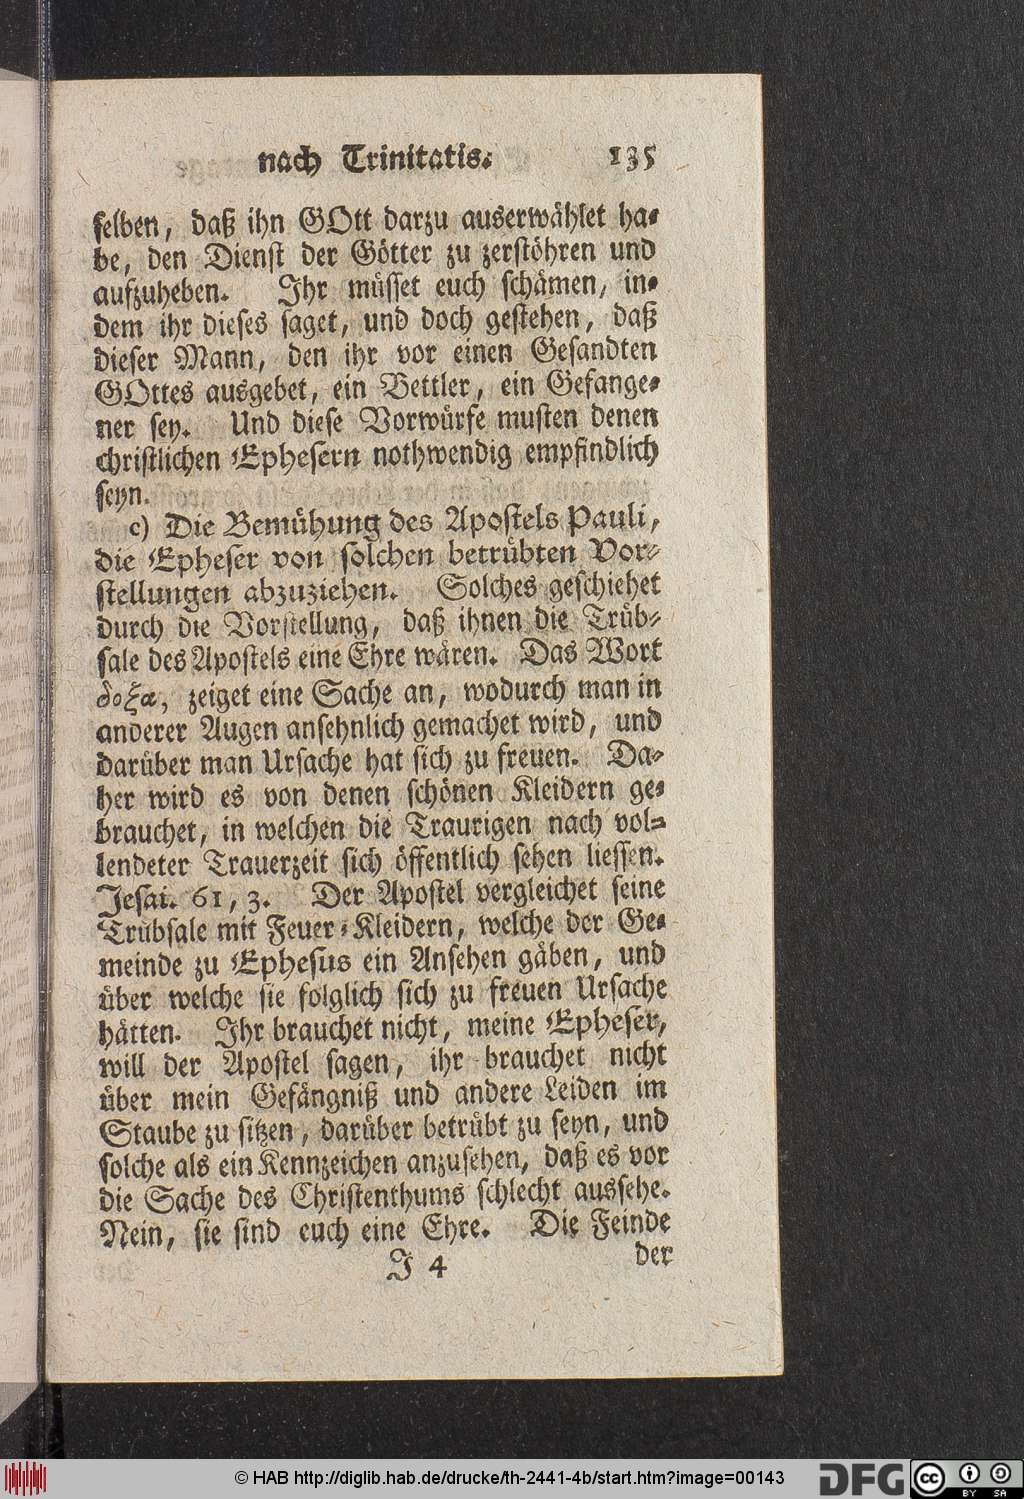 nach Trinitatis. 135
selben, daß ihn GOtt darzu auserwählet ha-
be, den Dienst der Götter zu zerstöhren und
aufzuheben. Ihr müsset euch schämen, in-
dem ihr dieses saget, und doch gestehen, daß
dieser Mann, den ihr vor einen Gesandten
GOttes ausgebet, ein Bettler, ein Gefange-
ner sey. Und diese Vorwürfe musten denen
christlichen Ephesern nothwendig empfindlich
seyn.
c) Die Bemühung des Apostels Pauli,
die Epheser von solchen betrübten Vor-
stellungen abzuziehen. Solches geschiehet
durch die Vorstellung, daß ihnen die Trüb-
sale des Apostels eine Ehre wären. Das Wort
δοξα, zeiget eine Sache an, wodurch man in
anderer Augen ansehnlich gemachet wird, und
darüber man Ursache hat sich zu freuen. Da-
her wird es von denen schönen Kleidern ge-
brauchet, in welchen die Traurigen nach vol-
lendeter Trauerzeit sich öffentlich sehen liessen.
Jesai. 61, 3. Der Apostel vergleichet seine
Trübsale mit Feuer-Kleidern, welche der Ge-
meinde zu Ephesus ein Ansehen gäben, und
über welche sie folglich sich zu freuen Ursache
hätten. Ihr brauchet nicht, meine Epheser,
will der Apostel sagen, ihr brauchet nicht
über mein Gefängniß und andere Leiden im
Staube zu sitzen, darüber betrübt zu seyn, und
solche als ein Kennzeichen anzusehen, daß es vor
die Sache des Christenthums schlecht aussehe.
Nein, sie sind euch eine Ehre. Die Feinde
J 4 der
© HAB http://diglib.hab.de/drucke/th-2441-4b/start.htm?image=00143
DFG cc BY SA